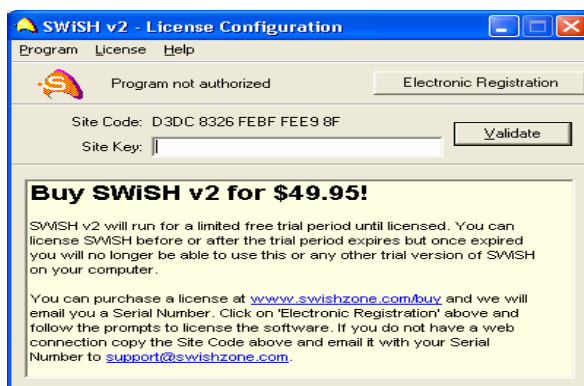 SWiSH v2 - License Configuration
Program License Help
Program not authorized
Electronic Registration
Site Code: D3DC 8326 FEBF FEE9 8F
Validate
Site Key:
Buy SWiSH v2 for $49.95!
SWiSH v2 will run for a limited free trial period until licensed. You can
license SWiSH before or after the trial period expires but once expired
you will no longer be able to use this or any other trial version of SWiSH
on your computer.
You can purchase a license at www.swishzone.com/buy and we will
email you a Serial Number. Click on 'Electronic Registration' above and
follow the prompts to license the software. If you do not have a web
connection copy the Site Code above and email it with your Serial
Number to support@swishzone.com.